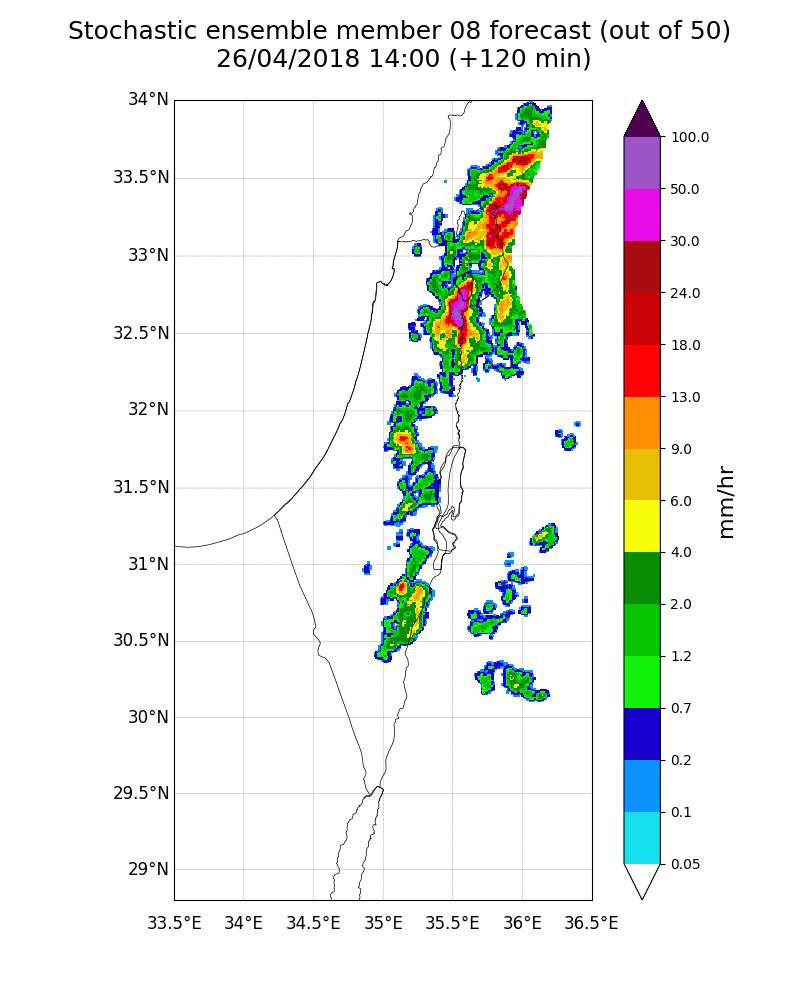 Stochastic ensemble member 08 forecast (out of 50)
26/04/2018 14:00 (+120 min)
34°N
33.5°N
33°N
32.5°N
32°N
31.5°N
31°N
30.5°N
30°N
29.5°N
29°N
33.5°E
34°E
34.5°E
35°E
35.5°E
36°E
36.5°E
100.0
50.0
30.0
24.0
18.0
13.0
9.0
6.0
4.0
2.0
1.2
0.7
0.2
0.1
0.05
mm/hr